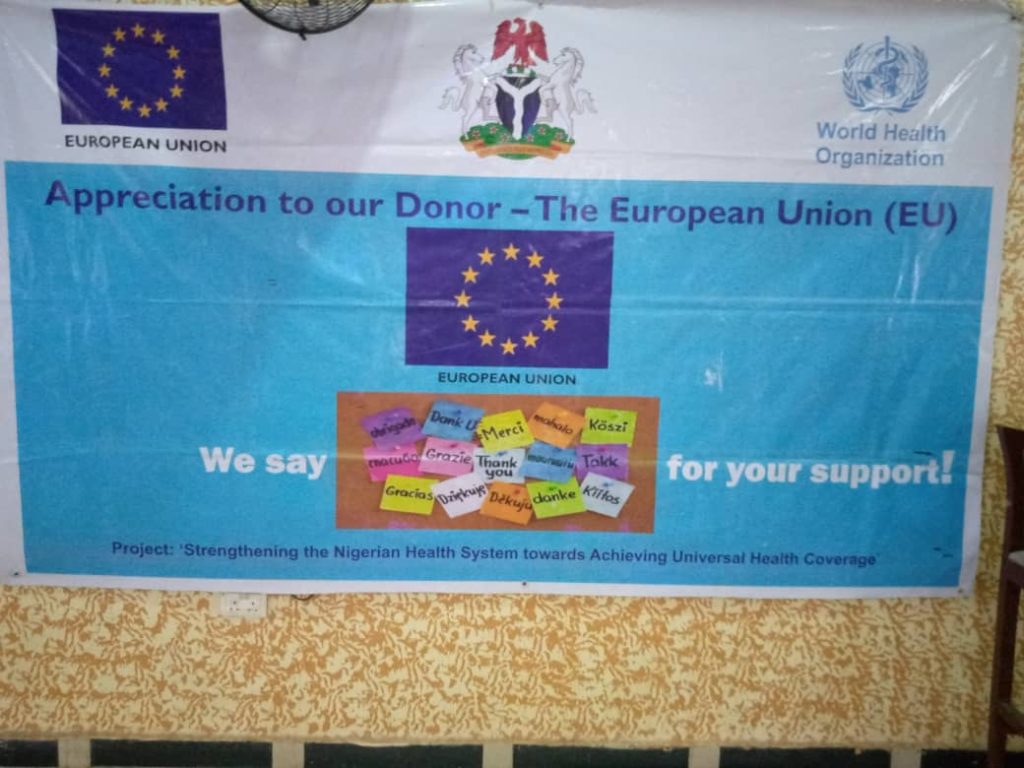 EUROPEAN UNION
World Health
Organization
Appreciation to our Donor – The European Union (EU)
EUROPEAN UNION
We say
obrigado
Dank U
Merci
mahalo
Köszi
спасибо
Grazie
Thank
you
Takk
Gracias
Dziękuję
Děkuju
danke
Kiitos
for your support!
Project: ‘Strengthening the Nigerian Health System towards Achieving Universal Health Coverage’